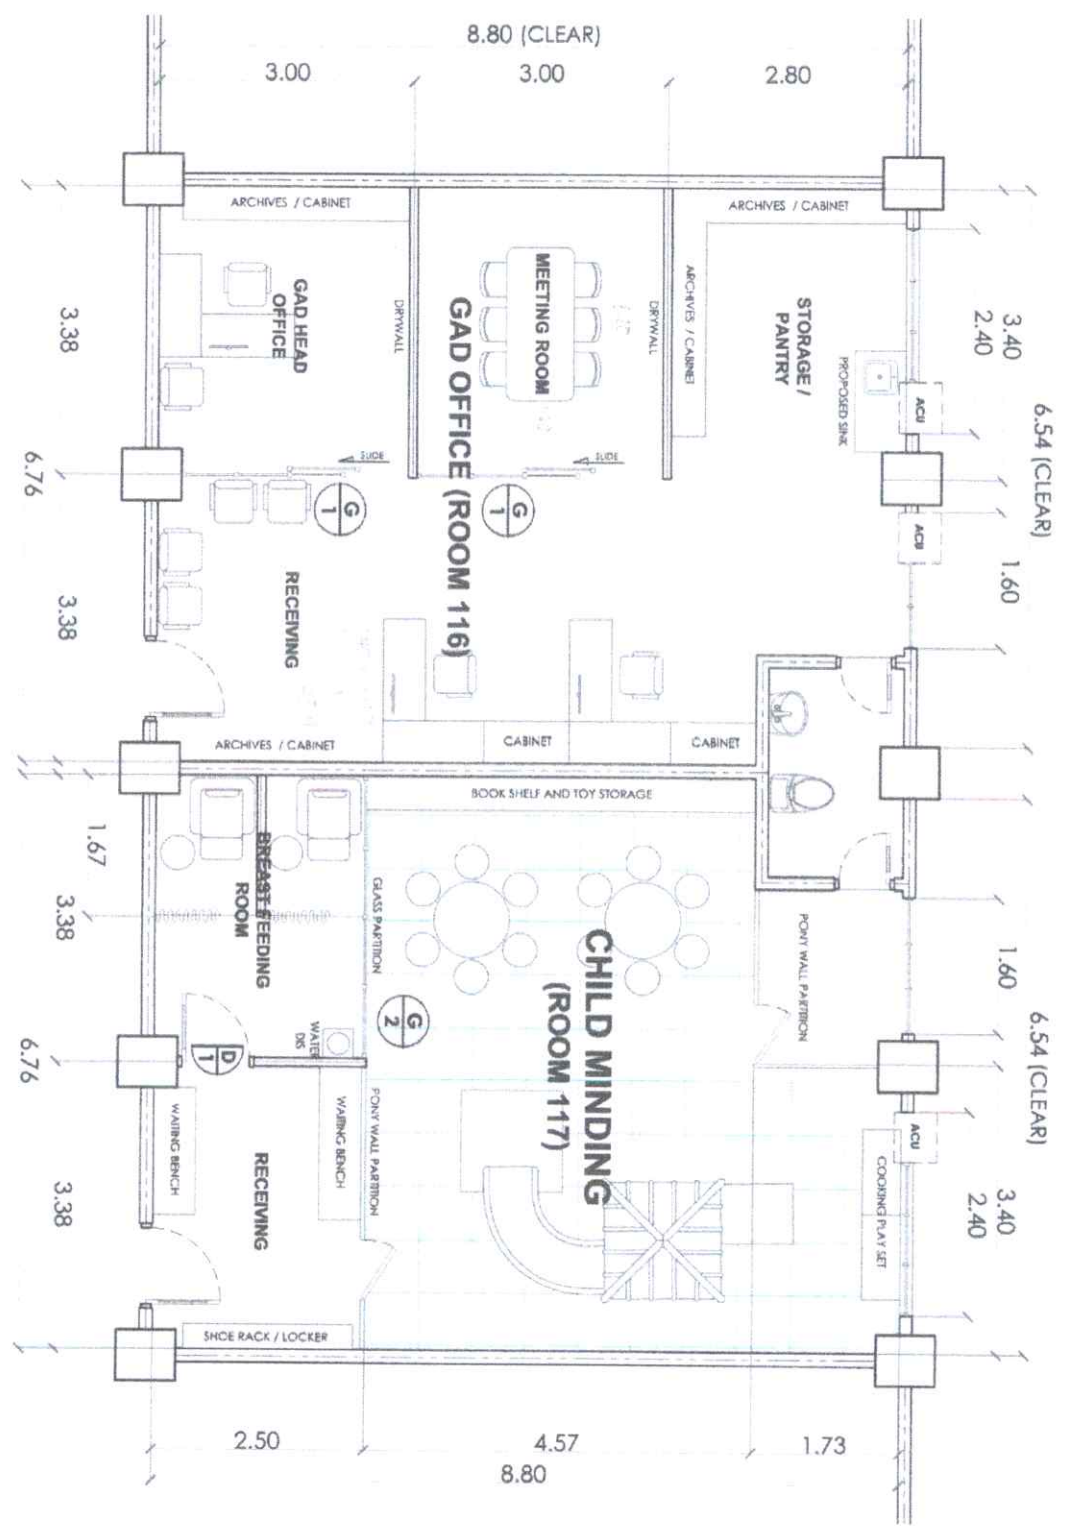 8.80 (CLEAR)
3.00
3.00
2.80
ARCHIVES / CABINET
ARCHIVES / CABINET
ARCHIVES / CABINET
GAD HEAD
OFFICE
DRYWALL
MEETING ROOM
DRYWALL
STORAGE /
PANTRY
PROPOSED SINK
ACU
ACU
3.40
2.40
6.54 (CLEAR)
1.60
3.38
6.76
3.38
SLIDE
SLIDE
G
1
G
1
GAD OFFICE (ROOM 116)
RECEIVING
ARCHIVES / CABINET
CABINET
CABINET
BOOK SHELF AND TOY STORAGE
BREAST FEEDING
ROOM
GLASS PARTITION
G
2
D
1
WATER
DIS
PONY WALL PARTITION
CHILD MINDING
(ROOM 117)
PONY WALL PARTITION
WAITING BENCH
WAITING BENCH
RECEIVING
SHOE RACK / LOCKER
COOKING PLAY SET
ACU
1.60
6.54 (CLEAR)
3.40
2.40
1.67
3.38
6.76
3.38
2.50
4.57
1.73
8.80